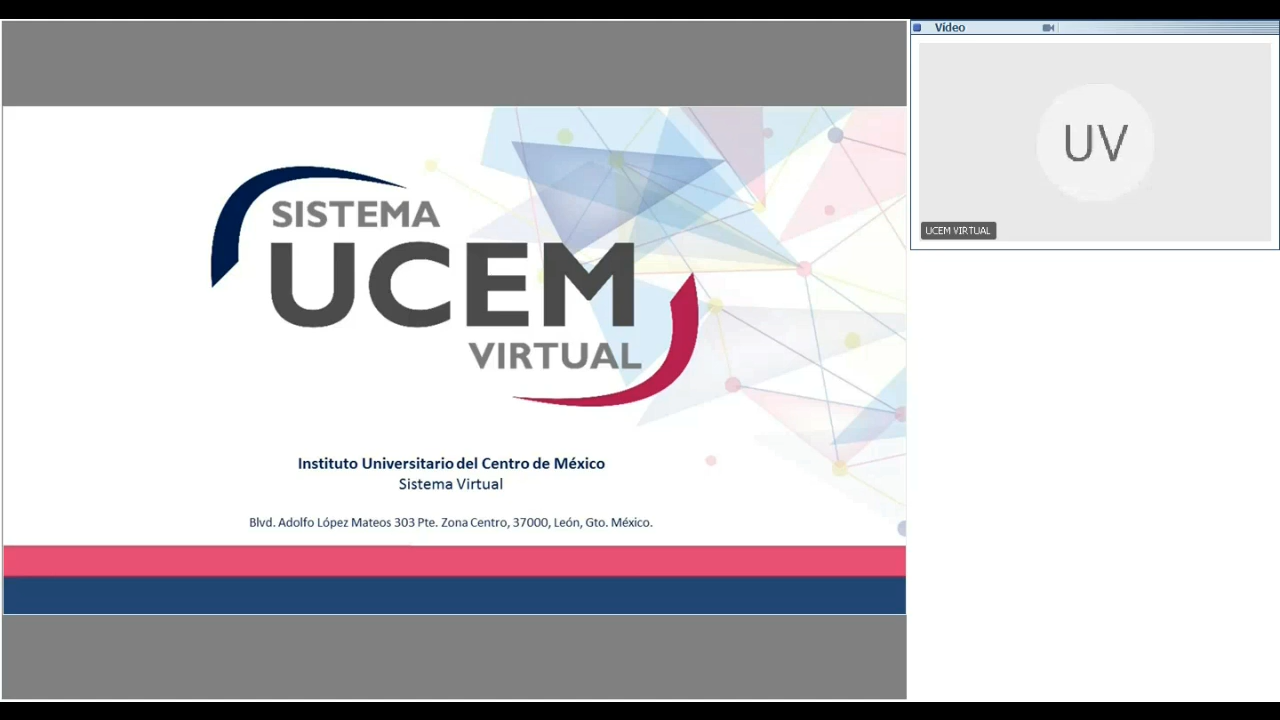 Vídeo
UV
UCEM VIRTUAL
SISTEMA
UCEM
VIRTUAL
Instituto Universitario del Centro de México
Sistema Virtual
Blvd. Adolfo López Mateos 303 Pte. Zona Centro, 37000, León, Gto. México.